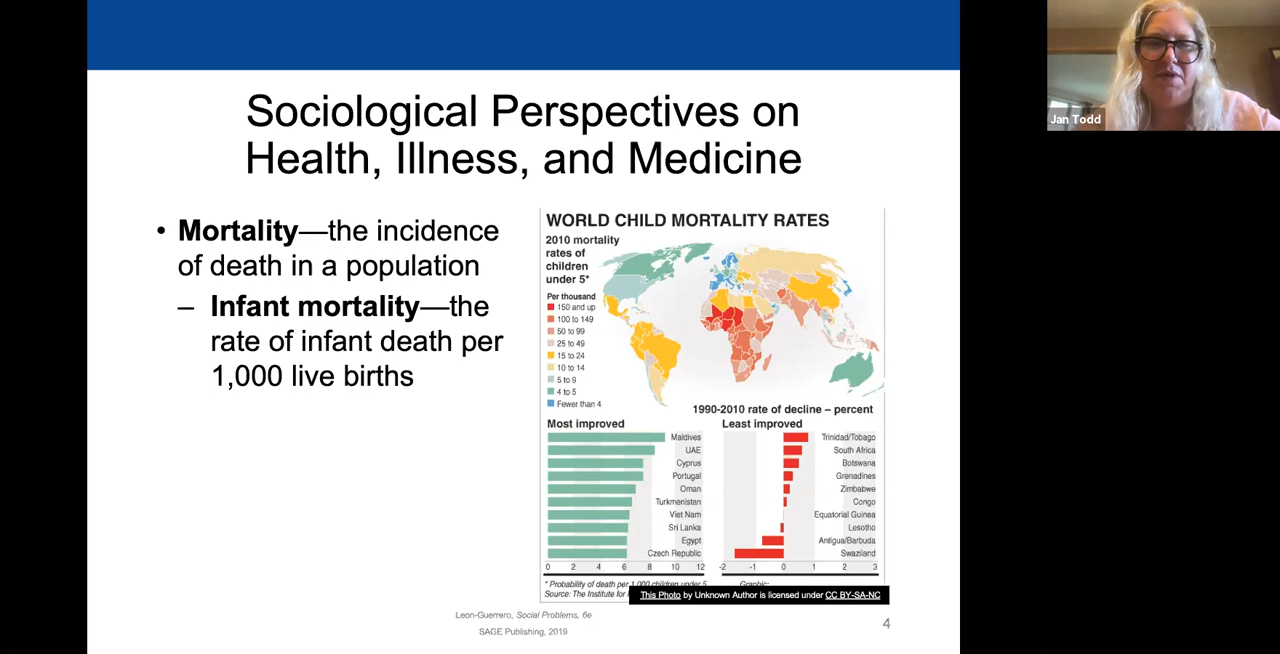 Sociological Perspectives on
Health, Illness, and Medicine
• Mortality—the incidence
of death in a population
– Infant mortality—the
rate of infant death per
1,000 live births
WORLD CHILD MORTALITY RATES
2010 mortality
rates of
children
under 5*
Per thousand
150 and up
100 to 149
50 to 99
25 to 49
15 to 24
10 to 14
5 to 9
4 to 5
Fewer than 4
1990-2010 rate of decline – percent
Most improved
Maldives
UAE
Cyprus
Portugal
Oman
Turkmenistan
Viet Nam
Sri Lanka
Egypt
Czech Republic
0 2 4 6 8 10 12
Least improved
Trinidad/Tobago
South Africa
Botswana
Grenadines
Zimbabwe
Congo
Equatorial Guinea
Lesotho
Antigua/Barbuda
Swaziland
-2 -1 0 1 2 3
* Probability of death per 1,000 children under 5
Source: The Institute for
Graphic:
This Photo by Unknown Author is licensed under CC BY-SA-NC
Leon-Guerrero, Social Problems, 6e
SAGE Publishing, 2019
4
Jan Todd